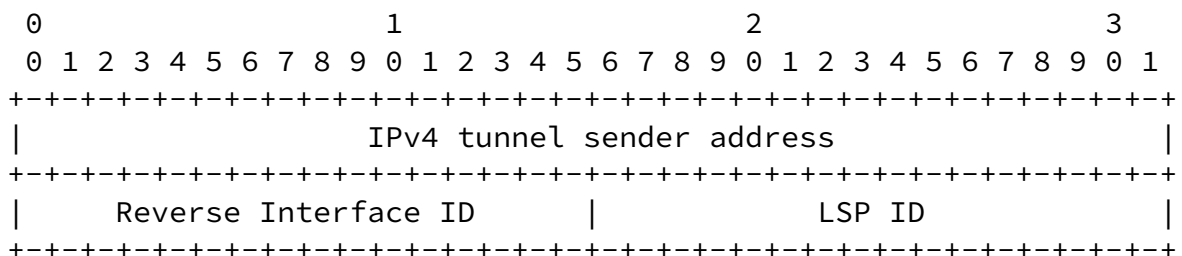 0                   1                   2                   3
 0 1 2 3 4 5 6 7 8 9 0 1 2 3 4 5 6 7 8 9 0 1 2 3 4 5 6 7 8 9 0 1
+-+-+-+-+-+-+-+-+-+-+-+-+-+-+-+-+-+-+-+-+-+-+-+-+-+-+-+-+-+-+-+-+
|                   IPv4 tunnel sender address                  |
+-+-+-+-+-+-+-+-+-+-+-+-+-+-+-+-+-+-+-+-+-+-+-+-+-+-+-+-+-+-+-+-+
|     Reverse Interface ID      |            LSP ID             |
+-+-+-+-+-+-+-+-+-+-+-+-+-+-+-+-+-+-+-+-+-+-+-+-+-+-+-+-+-+-+-+-+